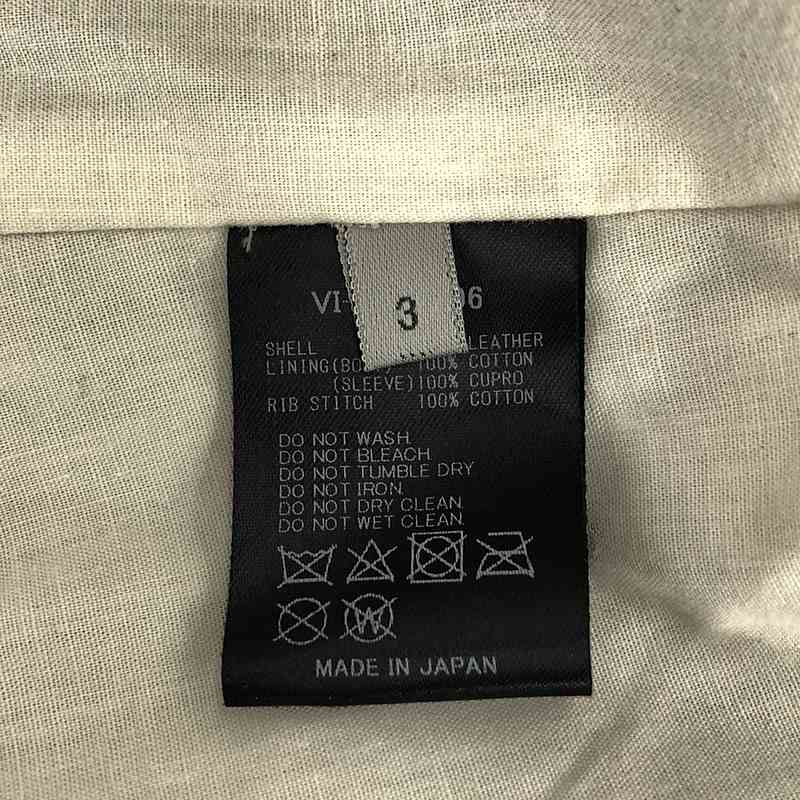 3
VI- 06
SHELL LEATHER
LINING(BO 100% COTTON
(SLEEVE)100% CUPRO
RIB STITCH 100% COTTON
DO NOT WASH.
DO NOT BLEACH.
DO NOT TUMBLE DRY
DO NOT IRON.
DO NOT DRY CLEAN.
DO NOT WET CLEAN.
W
MADE IN JAPAN